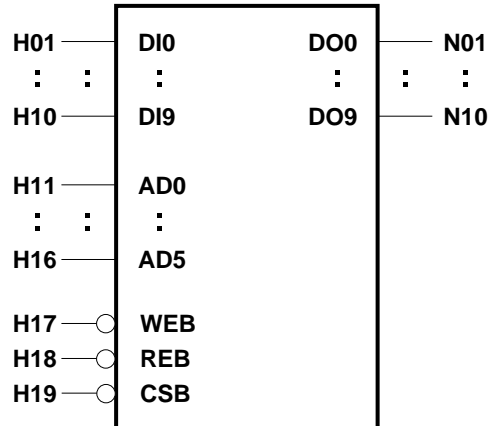 H01 DI0 DO0 N01
: : : : : :
H10 DI9 DO9 N10
H11 AD0
: : :
H16 AD5
H17 WEB
H18 REB
H19 CSB